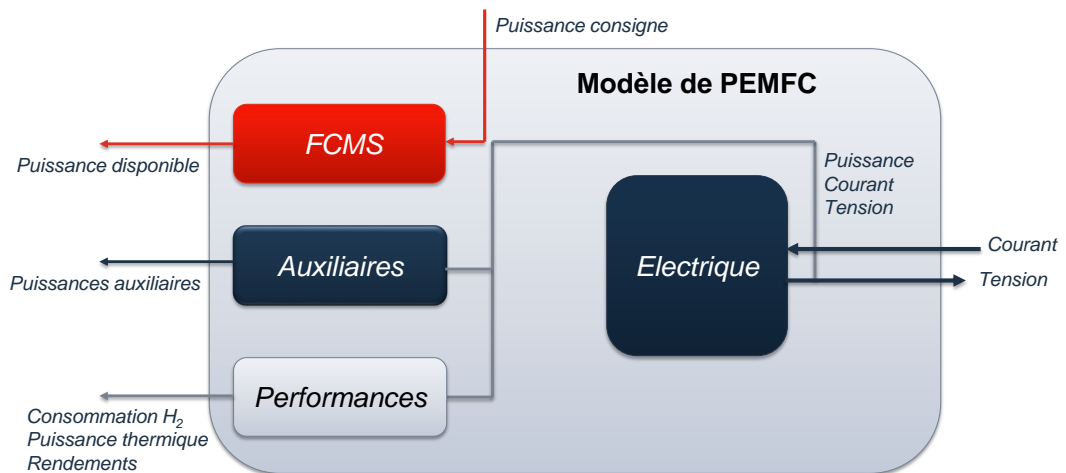 Puissance consigne
Modèle de PEMFC
FCMS
Puissance disponible
Puissance
Courant
Tension
Auxiliaires
Puissances auxiliaires
Electrique
Courant
Tension
Performances
Consommation H₂
Puissance thermique
Rendements